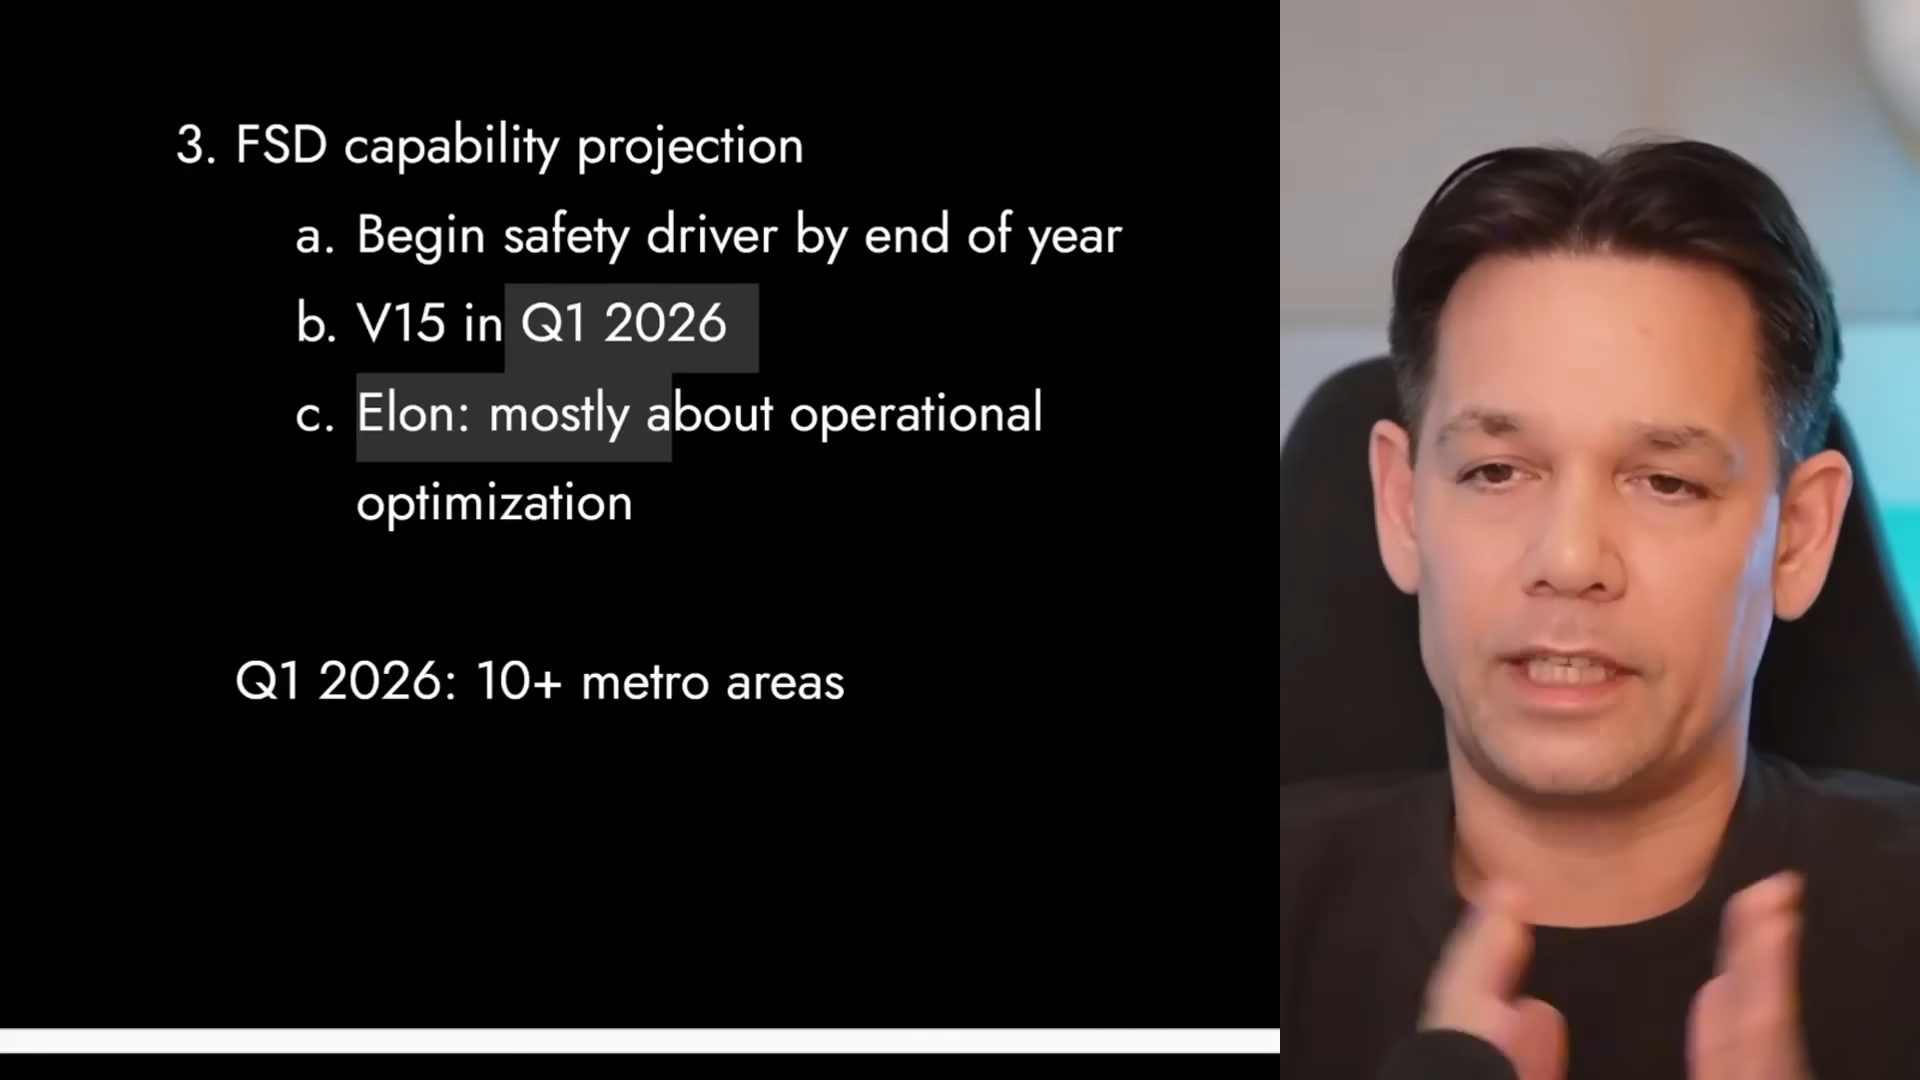 3. FSD capability projection
a. Begin safety driver by end of year
b. V15 in Q1 2026
c. Elon: mostly about operational
optimization
Q1 2026: 10+ metro areas